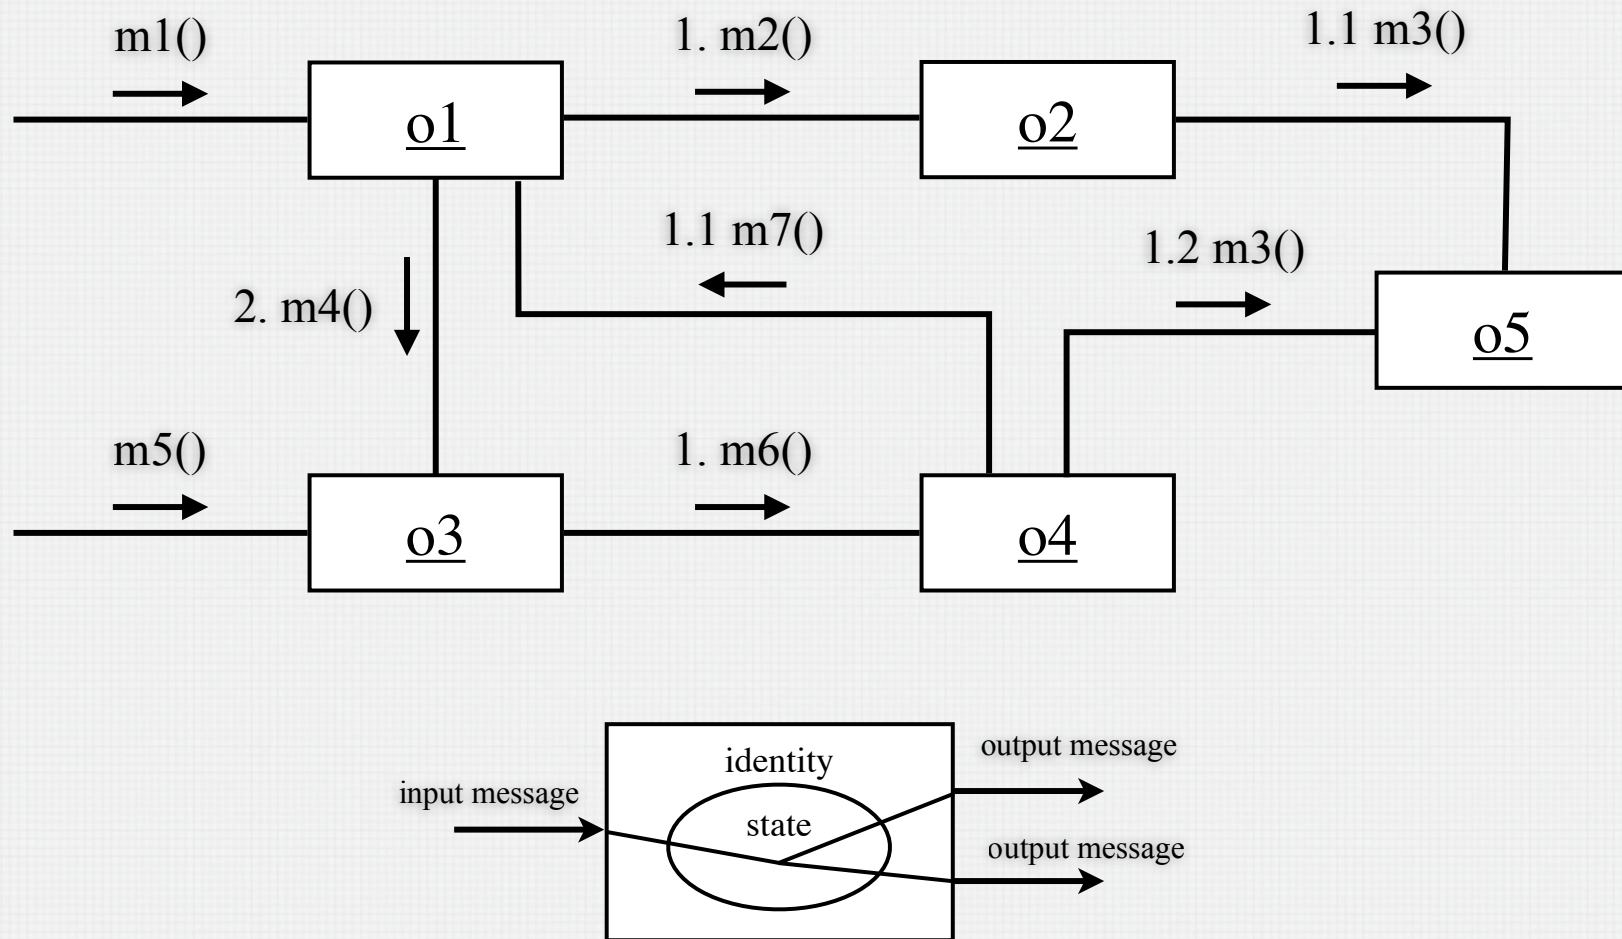 m1()
1. m2()
1.1 m3()
o1
o2
1.1 m7()
1.2 m3()
2. m4()
o5
m5()
1. m6()
o3
o4
identity
output message
input message
state
output message